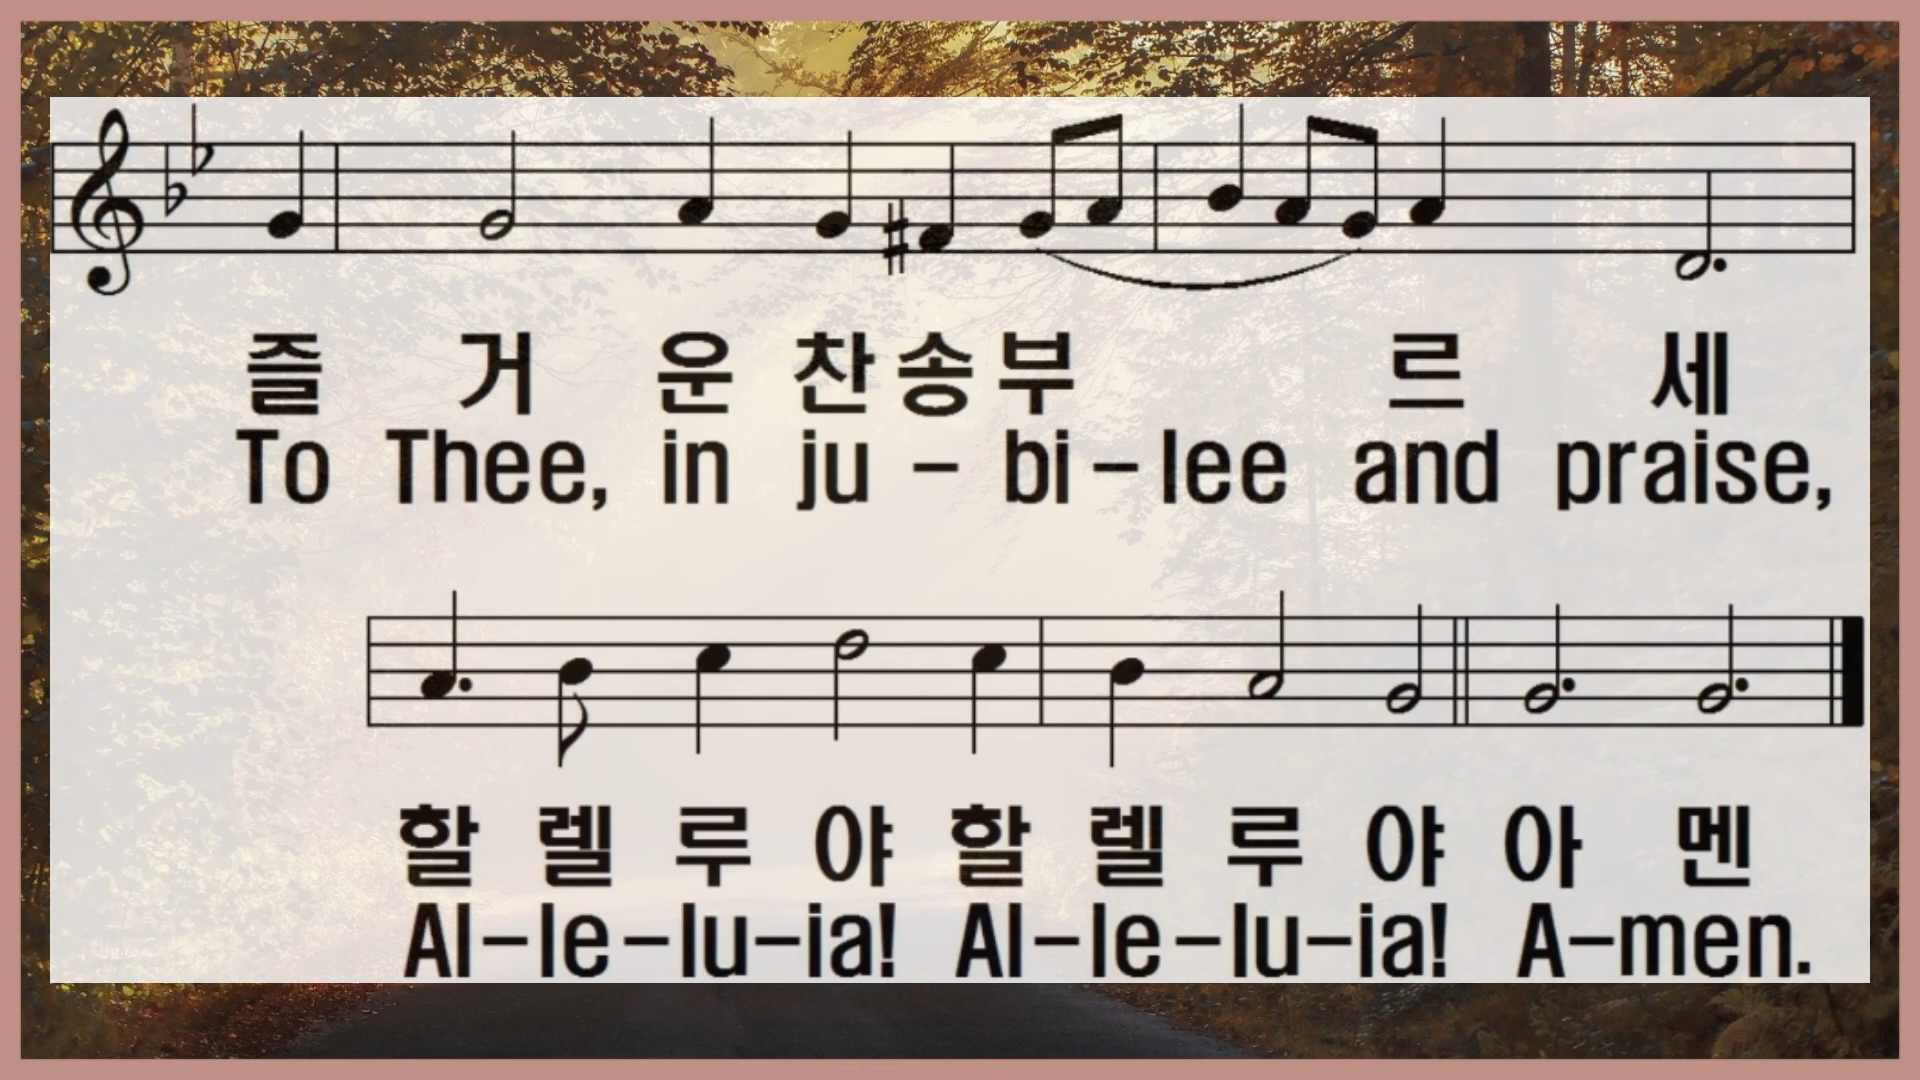 즐 거 운 찬 송 부 르 세
To Thee, in ju - bi - lee and praise,
할 렐 루 야 할 렐 루 야 아 멘
Al-le-lu-ia! Al-le-lu-ia! A-men.